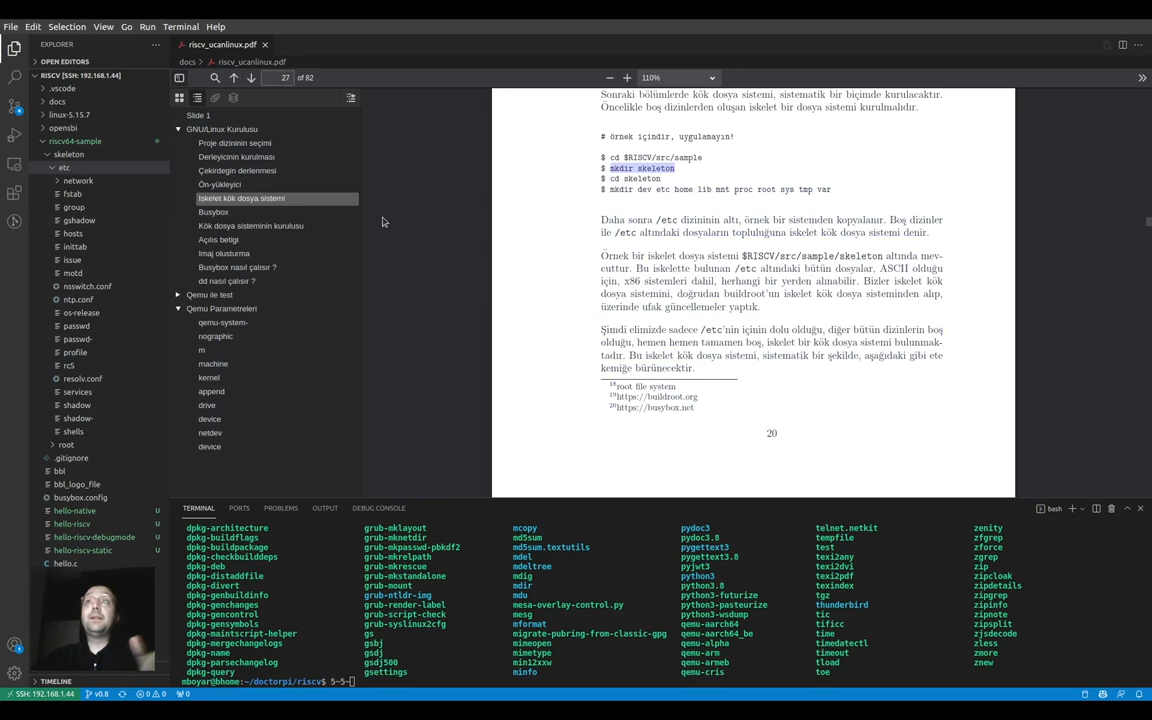 File Edit Selection View Go Run Terminal Help
EXPLORER
OPEN EDITORS
RISCV [SSH: 192.168.1.44]
.vscode
docs
linux-5.15.7
opensbi
riscv64-sample
skeleton
etc
network
fstab
group
gshadow
hosts
inittab
issue
motd
nsswitch.conf
ntp.conf
os-release
passwd
passwd-
profile
rcS
resolv.conf
services
shadow
shadow-
shells
root
.gitignore
bbl
bbl_logo_file
busybox.config
hello-native U
hello-riscv U
hello-riscv-debugmode U
hello-riscv-static U
hello.c
TIMELINE
riscv_ucanlinux.pdf
docs > riscv_ucanlinux.pdf
27 of 82
110%
Slide 1
GNU/Linux Kurulusu
Proje dizininin seçimi
Derleyicinin kurulması
Çekirdegin derlenmesi
Ön-yükleyici
Iskelet kök dosya sistemi
Busybox
Kök dosya sisteminin kurulusu
Açılıs betigi
Imaj olusturma
Busybox nasıl çalısır ?
dd nasıl çalısır ?
Qemu ile test
Qemu Parametreleri
qemu-system-
nographic
m
machine
kernel
append
drive
device
netdev
device
Sonraki bölümlerde kök dosya sistemi, sistematik bir biçimde kurulacaktır.
Öncelikle boş dizinlerden oluşan iskelet bir dosya sistemi kurulmalıdır.
# örnek içindir, uygulamayın!
$ cd $RISCV/src/sample
$ mkdir skeleton
$ cd skeleton
$ mkdir dev etc home lib mnt proc root sys tmp var
Daha sonra /etc dizininin altı, örnek bir sistemden kopyalanır. Boş dizinler
ile /etc altındaki dosyaların topluluğuna iskelet kök dosya sistemi denir.
Örnek bir iskelet dosya sistemi $RISCV/src/sample/skeleton altında mev-
cuttur. Bu iskelette bulunan /etc altındaki bütün dosyalar, ASCII olduğu
için, x86 sistemleri dahil, herhangi bir yerden alınabilir. Bizler iskelet kök
dosya sistemini, doğrudan buildroot'un iskelet kök dosya sisteminden alıp,
üzerinde ufak güncellemeler yaptık.
Şimdi elimizde sadece /etc'nin içinin dolu olduğu, diğer bütün dizinlerin boş
olduğu, hemen hemen tamamen boş, iskelet bir kök dosya sistemi bulunmak-
tadır. Bu iskelet kök dosya sistemi, sistematik bir şekilde, aşağıdaki gibi ete
kemiğe bürünecektir.
18root file system
19https://buildroot.org
20https://busybox.net
20
TERMINAL PORTS PROBLEMS OUTPUT DEBUG CONSOLE
bash
dpkg-architecture grub-mklayout mcopy pydoc3 telnet.netkit zenity
dpkg-buildflags grub-mknetdir md5sum pydoc3.8 tempfile zfgrep
dpkg-buildpackage grub-mkpasswd-pbkdf2 md5sum.textutils pygettext3 test zforce
dpkg-checkbuilddeps grub-mkrelpath mdel pygettext3.8 texi2any zgrep
dpkg-deb grub-mkrescue mdeltree pyjwt3 texi2dvi zip
dpkg-distaddfile grub-mkstandalone mdig python3 texi2pdf zipcloak
dpkg-divert grub-mount mdir python3.8 texindex zipdetails
dpkg-genbuildinfo grub-ntldr-img mdu python3-futurize tgz zipgrep
dpkg-genchanges grub-render-label mesa-overlay-control.py python3-pasteurize thunderbird zipinfo
dpkg-gencontrol grub-script-check mesg python3-wsdump tic zipnote
dpkg-gensymbols grub-syslinux2cfg mformat qemu-aarch64 tificc zipsplit
dpkg-maintscript-helper gs migrate-pubring-from-classic-gpg qemu-aarch64_be time zjsdecode
dpkg-mergechangelogs gsbj mimeopen qemu-alpha timedatectl zless
dpkg-name gsdj mimetype qemu-arm timeout zmore
dpkg-parsechangelog gsdj500 min12xxw qemu-armeb tload znew
dpkg-query gsettings minfo qemu-cris toe
mboyar@bhome:~/doctorpi/riscv$ 5~5~
SSH: 192.168.1.44 v0.8 0 0 0